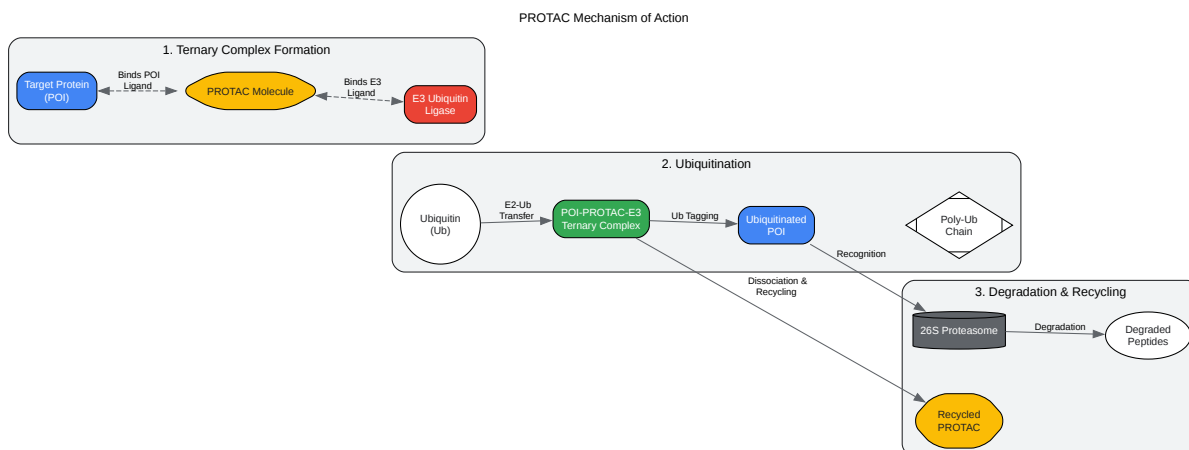 PROTAC Mechanism of Action
1. Ternary Complex Formation
Target Protein
(POI)
Binds POI
Ligand
PROTAC Molecule
Binds E3
Ligand
E3 Ubiquitin
Ligase
2. Ubiquitination
Ubiquitin
(Ub)
E2-Ub
Transfer
POI-PROTAC-E3
Ternary Complex
Ub Tagging
Ubiquitinated
POI
Poly-Ub
Chain
Recognition
Dissociation &
Recycling
3. Degradation & Recycling
26S Proteasome
Degradation
Degraded
Peptides
Recycled
PROTAC